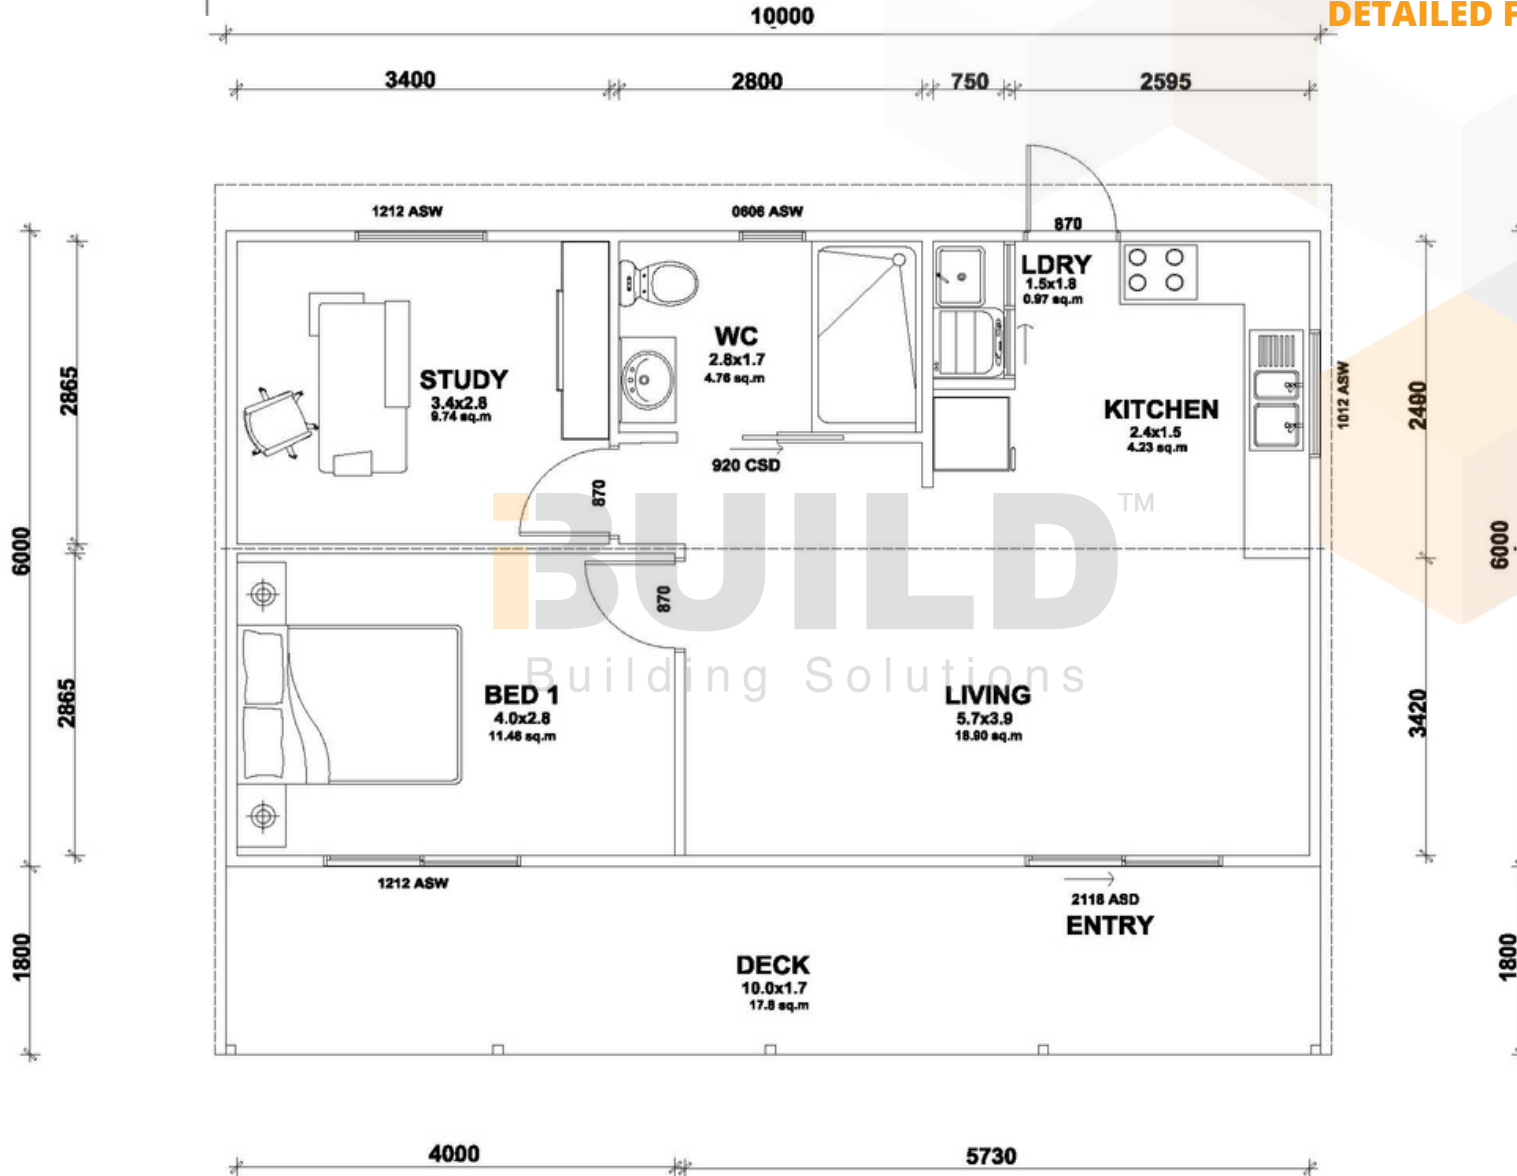 DETAILED F
10000
3400
2800
750
2595
1212 ASW
0606 ASW
870
LDRY
1.5x1.8
0.97 sq.m
WC
2.8x1.7
4.76 sq.m
STUDY
3.4x2.8
9.74 sq.m
KITCHEN
2.4x1.5
4.23 sq.m
1012 ASW
2865
2490
920 CSD
870
iBUILD™
Building Solutions
6000
6000
870
BED 1
4.0x2.8
11.46 sq.m
LIVING
5.7x3.9
18.90 sq.m
2865
3420
1212 ASW
2118 ASD
ENTRY
DECK
10.0x1.7
17.8 sq.m
1800
1800
4000
5730